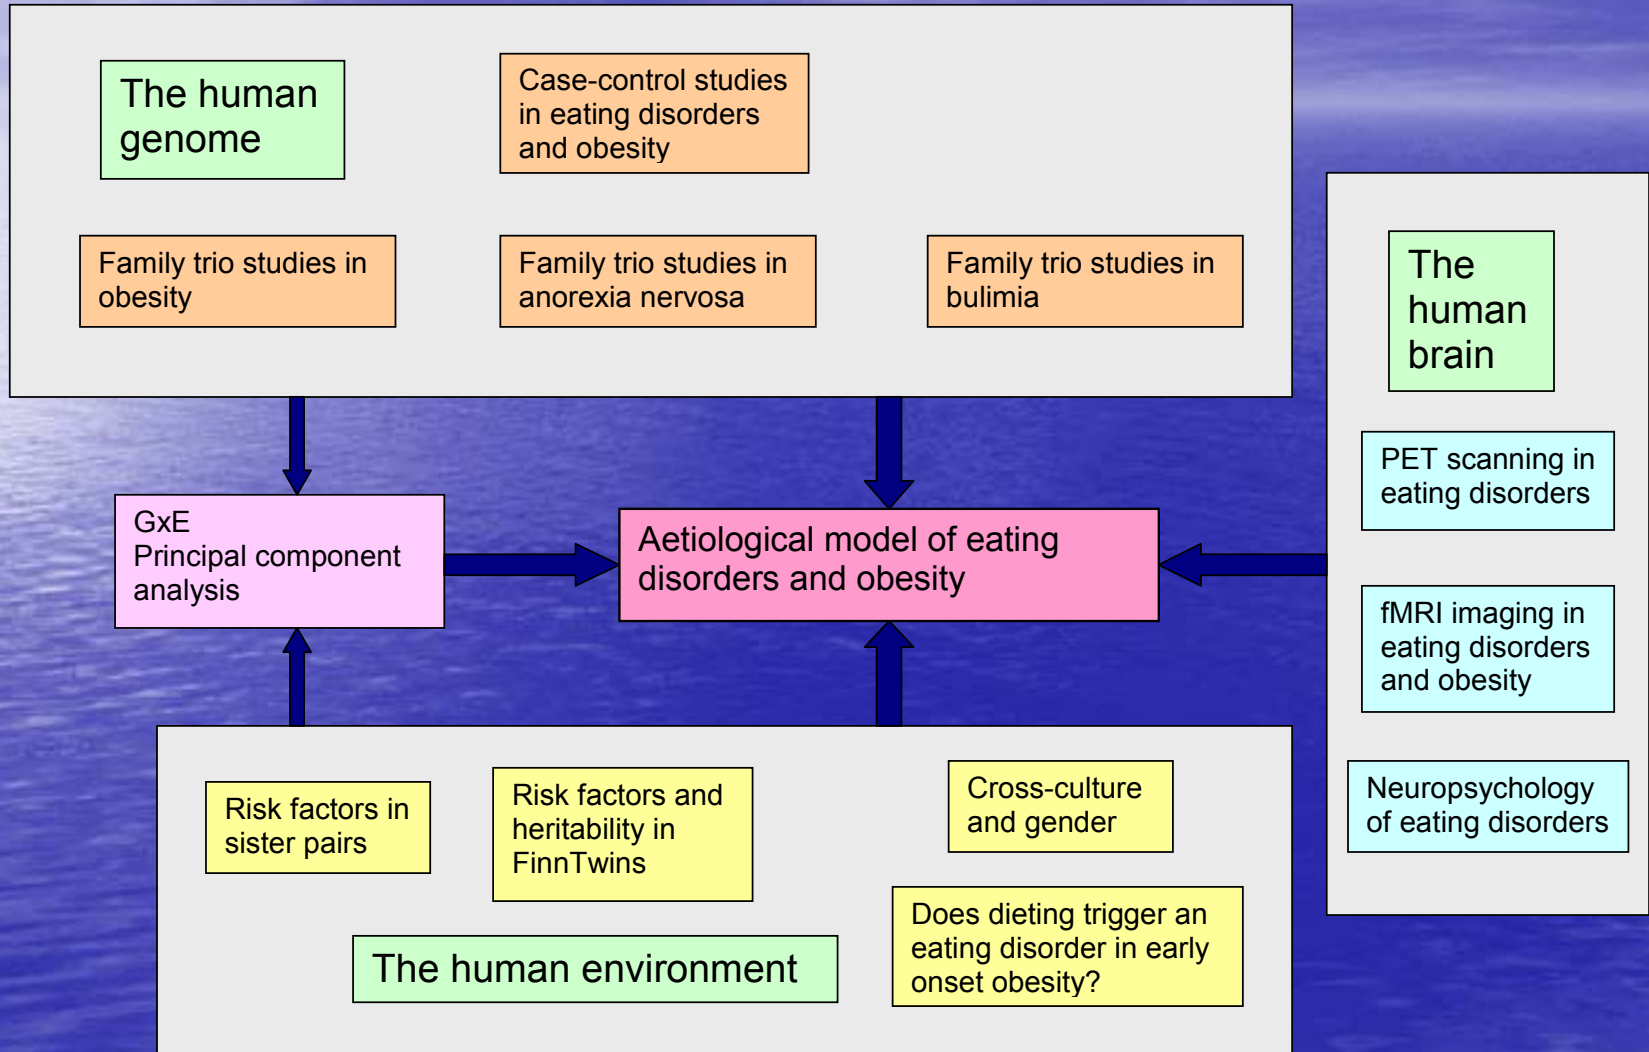 The human
genome
Case-control studies
in eating disorders
and obesity
Family trio studies in
obesity
Family trio studies in
anorexia nervosa
Family trio studies in
bulimia
The
human
brain
PET scanning in
eating disorders
fMRI imaging in
eating disorders
and obesity
Neuropsychology
of eating disorders
GxE
Principal component
analysis
Aetiological model of eating
disorders and obesity
Risk factors in
sister pairs
Risk factors and
heritability in
FinnTwins
Cross-culture
and gender
Does dieting trigger an
eating disorder in early
onset obesity?
The human environment